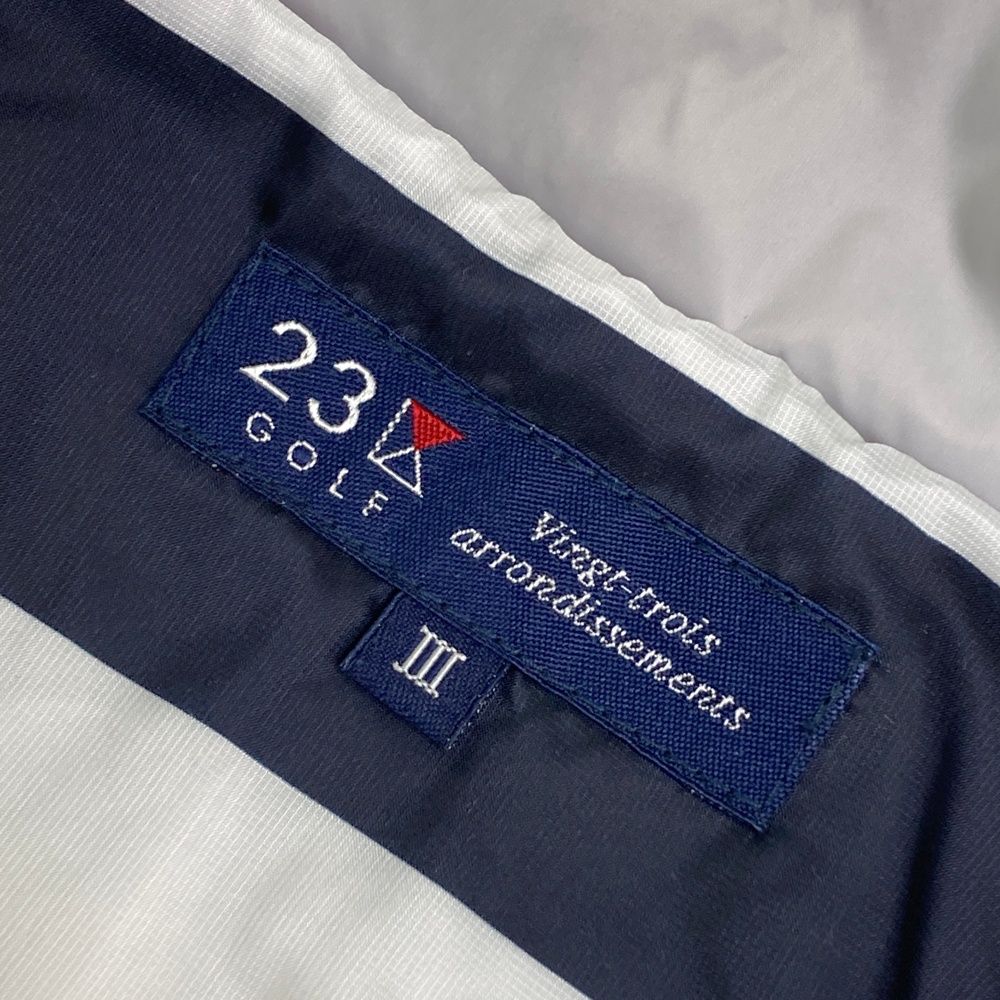 23
GOLF
Vingt-trois
arrondissements
III